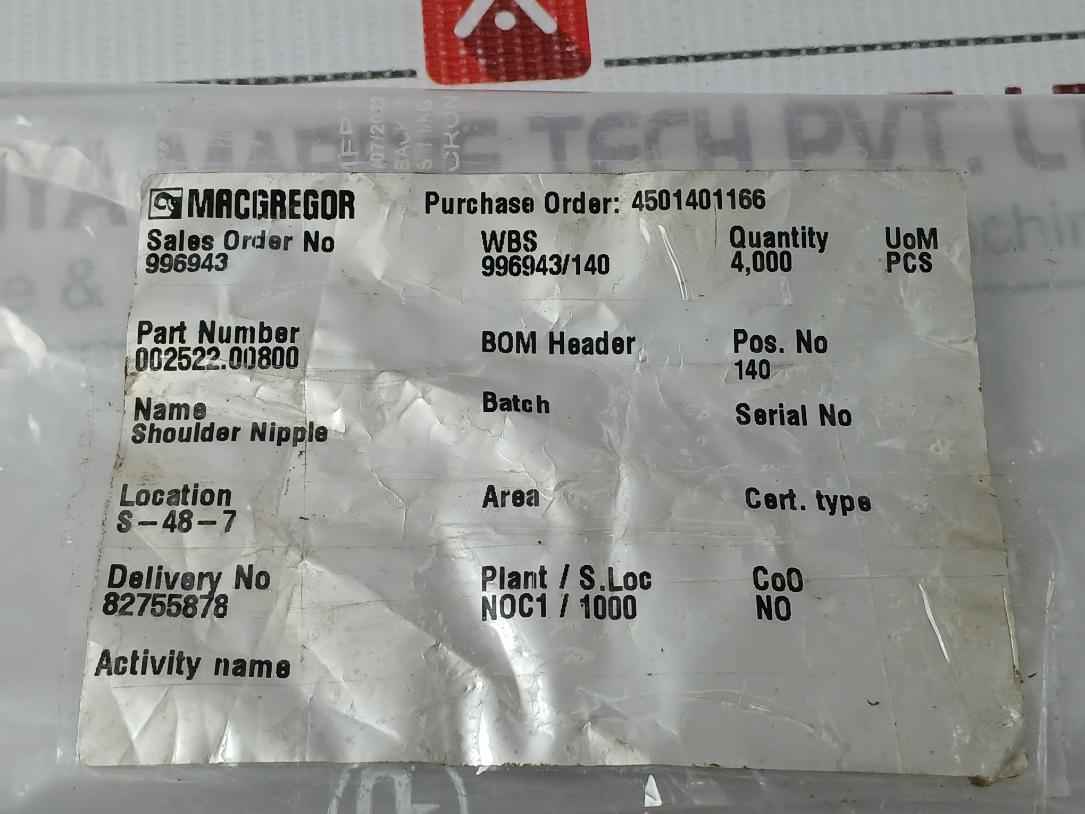 MARINE TECH PVT. L
chin
e &
MACGREGOR Purchase Order: 4501401166
Sales Order No WBS Quantity UoM
996943 996943/140 4,000 PCS
Part Number BOM Header Pos. No
002522.00800 140
Name Batch Serial No
Shoulder Nipple
Location Area Cert. type
S-48-7
Delivery No Plant / S.Loc CoO
82755878 NOC1 / 1000 NO
Activity name